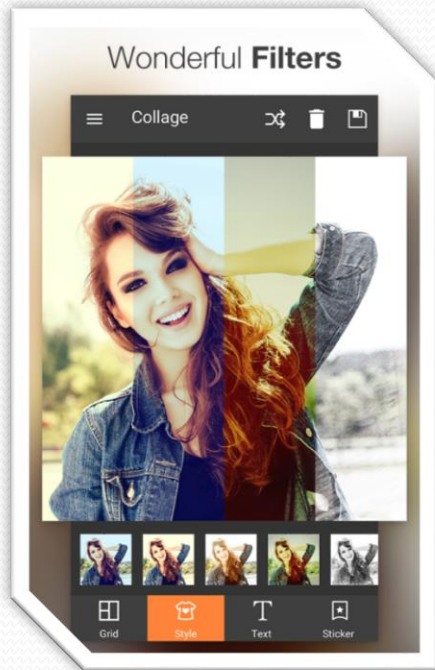 Wonderful Filters
Collage
Grid
Style
Text
Sticker